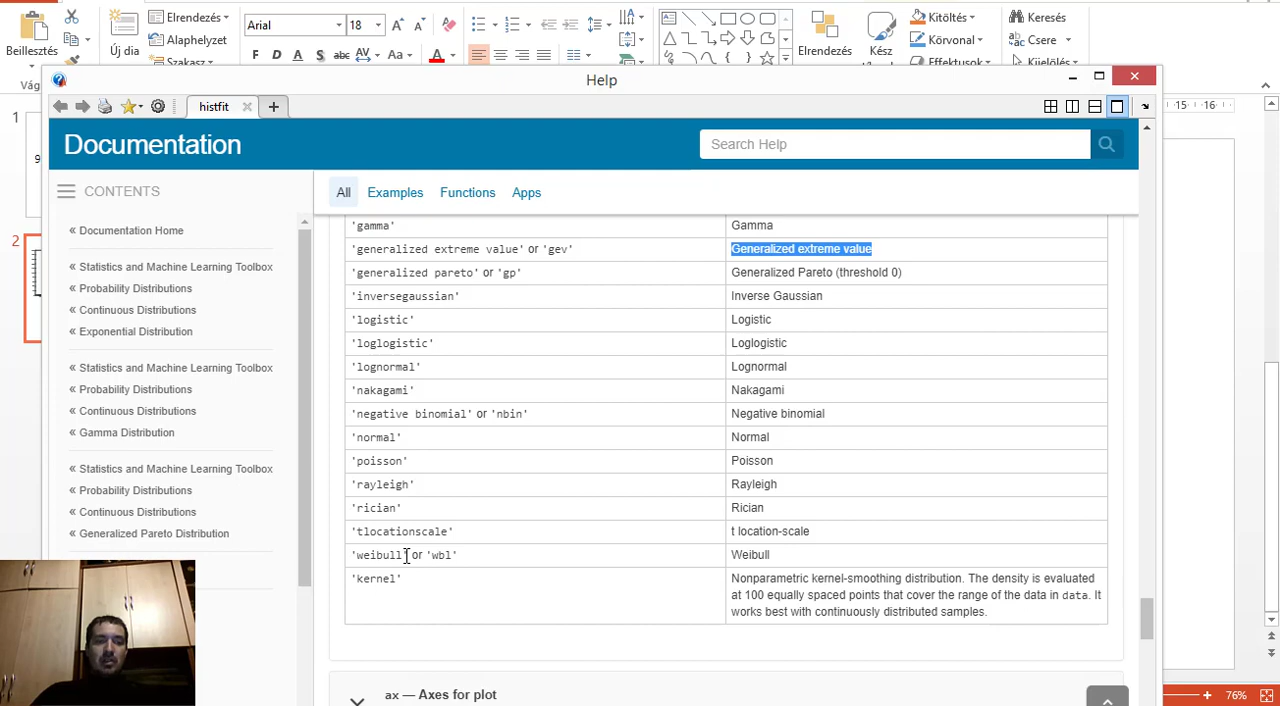 Beillesztés
Vág
Új dia
Elrendezés
Alaphelyzet
Szakasz
Arial
18
Elrendezés
Kész
Kitöltés
Körvonal
Effektusok
Keresés
Csere
Kijelölés
Help
histfit
Documentation
Search Help
CONTENTS
All Examples Functions Apps
« Documentation Home
« Statistics and Machine Learning Toolbox
« Probability Distributions
« Continuous Distributions
« Exponential Distribution
« Statistics and Machine Learning Toolbox
« Probability Distributions
« Continuous Distributions
« Gamma Distribution
« Statistics and Machine Learning Toolbox
« Probability Distributions
« Continuous Distributions
« Generalized Pareto Distribution
'gamma' Gamma
'generalized extreme value' or 'gev' Generalized extreme value
'generalized pareto' or 'gp' Generalized Pareto (threshold 0)
'inversegaussian' Inverse Gaussian
'logistic' Logistic
'loglogistic' Loglogistic
'lognormal' Lognormal
'nakagami' Nakagami
'negative binomial' or 'nbin' Negative binomial
'normal' Normal
'poisson' Poisson
'rayleigh' Rayleigh
'rician' Rician
'tlocationscale' t location-scale
'weibull' or 'wbl' Weibull
'kernel' Nonparametric kernel-smoothing distribution. The density is evaluated
at 100 equally spaced points that cover the range of the data in data. It
works best with continuously distributed samples.
ax — Axes for plot
1
9
2
15 16
76%